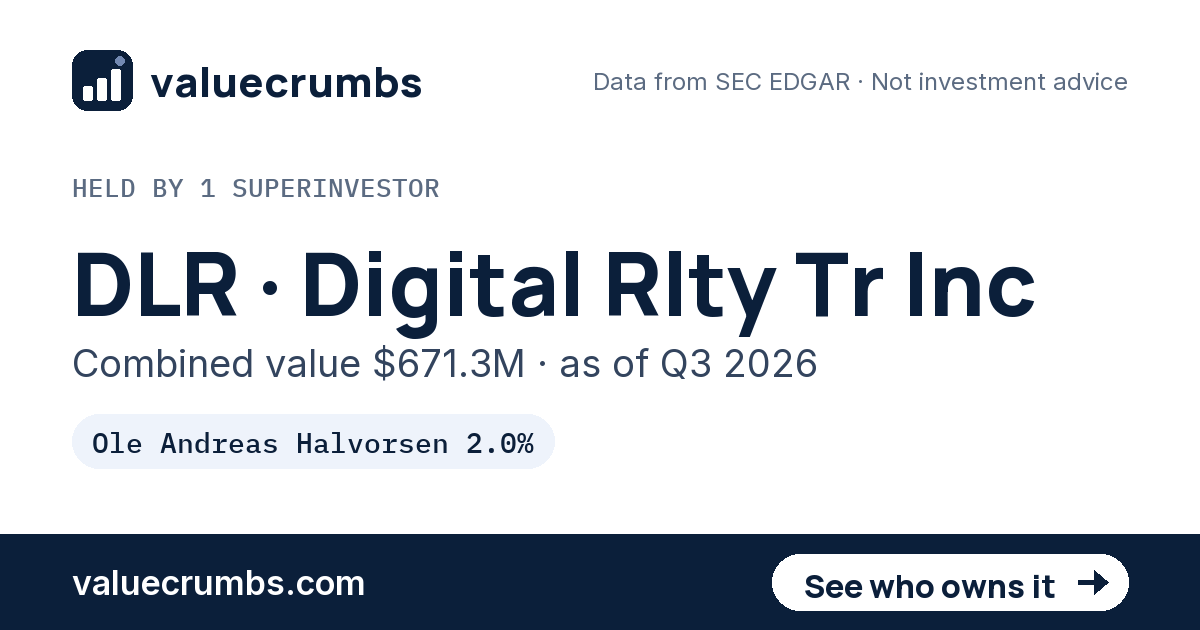 valuecrumbs
Data from SEC EDGAR · Not investment advice
HELD BY 1 SUPERINVESTOR
DLR · Digital Rlty Tr Inc
Combined value $671.3M · as of Q3 2026
Ole Andreas Halvorsen 2.0%
valuecrumbs.com
See who owns it →